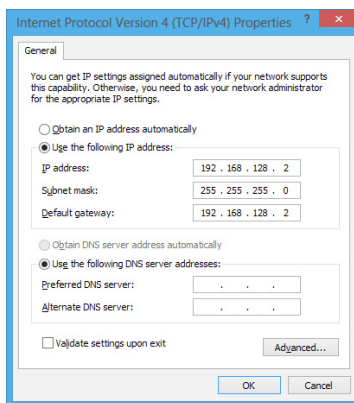 Internet Protocol Version 4 (TCP/IPv4) Properties ? ×
General
You can get IP settings assigned automatically if your network supports
this capability. Otherwise, you need to ask your network administrator
for the appropriate IP settings.
Obtain an IP address automatically
Use the following IP address:
IP address: 192 . 168 . 128 . 2
Subnet mask: 255 . 255 . 255 . 0
Default gateway: 192 . 168 . 128 . 2
Obtain DNS server address automatically
Use the following DNS server addresses:
Preferred DNS server: . . .
Alternate DNS server: . . .
Validate settings upon exit
Advanced...
OK Cancel